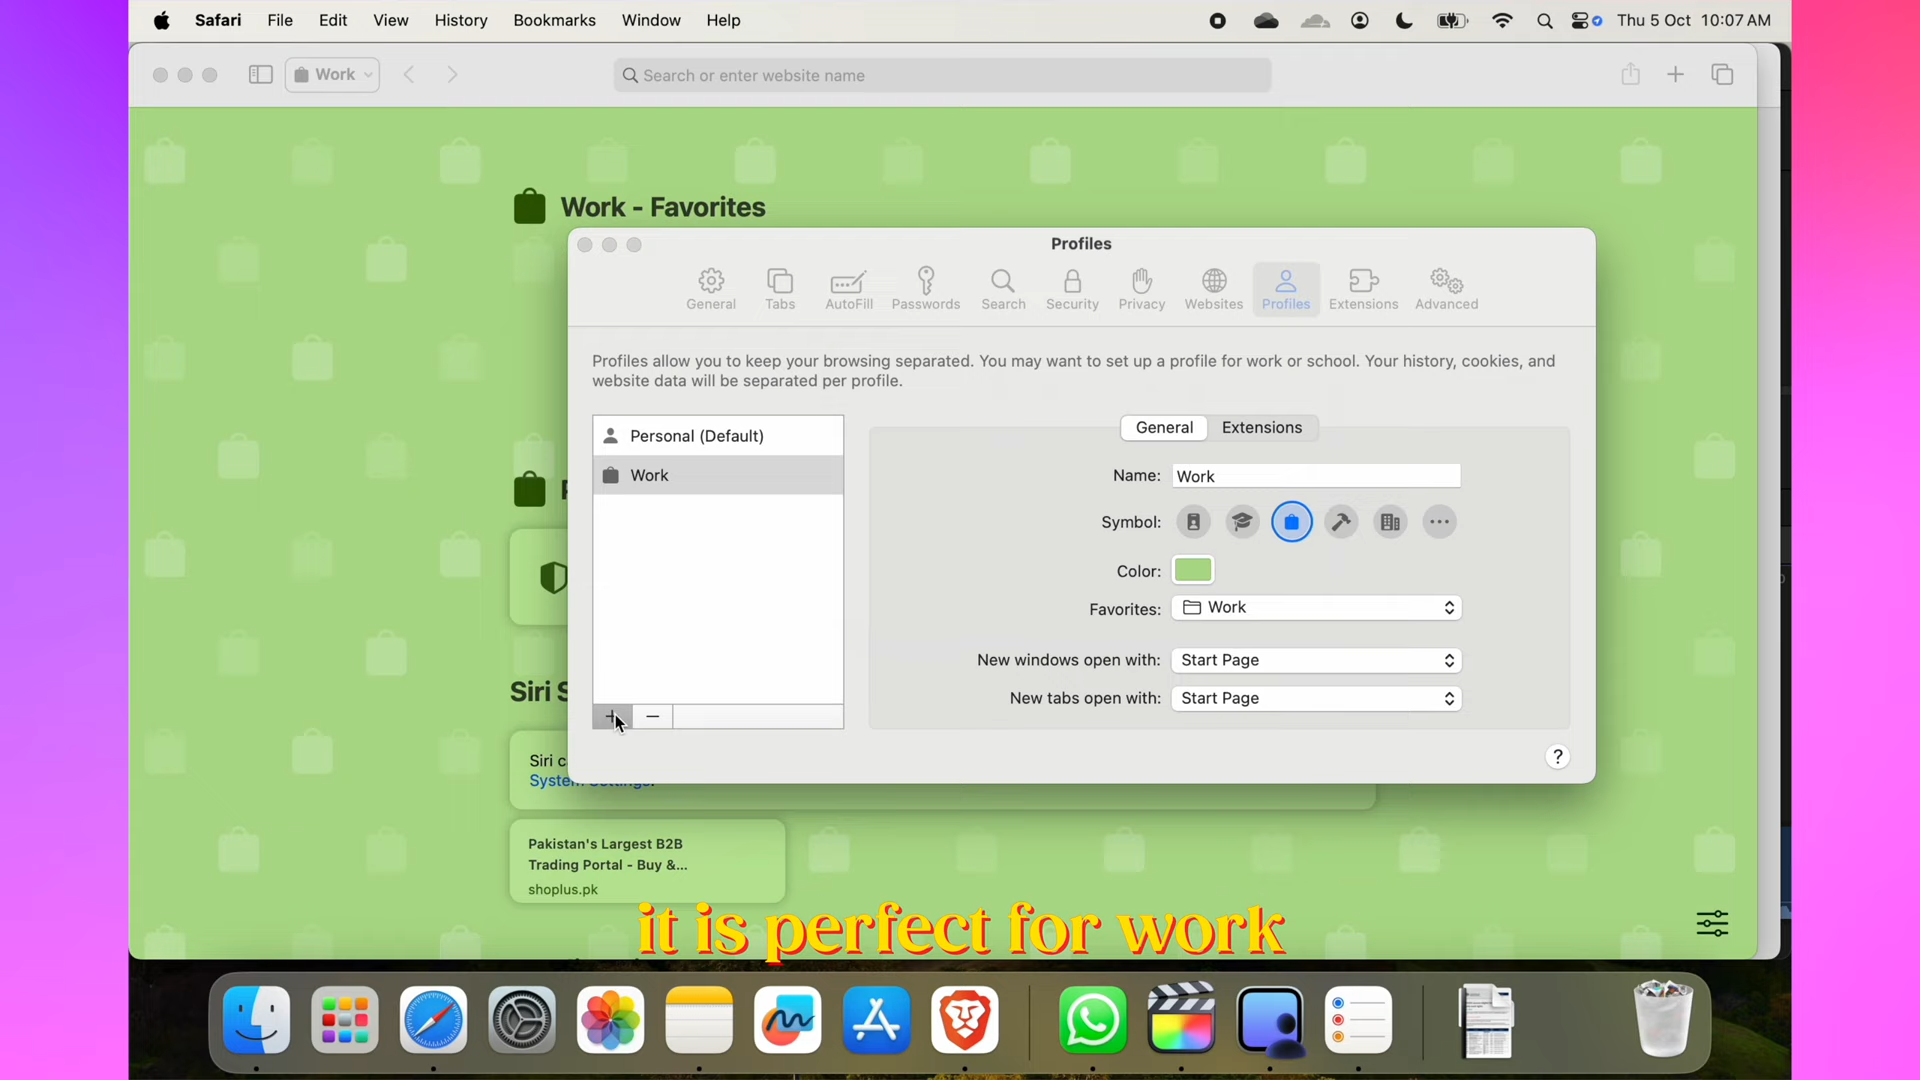 Safari File Edit View History Bookmarks Window Help Thu 5 Oct 10:07 AM
Work Search or enter website name
Work - Favorites
Profiles
General Tabs AutoFill Passwords Search Security Privacy Websites Profiles Extensions Advanced
Profiles allow you to keep your browsing separated. You may want to set up a profile for work or school. Your history, cookies, and
website data will be separated per profile.
Personal (Default)
Work
General Extensions
Name: Work
Symbol:
Color:
Favorites: Work
New windows open with: Start Page
New tabs open with: Start Page
+ −
?
Siri
Siri
System Settings.
Pakistan's Largest B2B
Trading Portal - Buy &...
shoplus.pk
it is perfect for work